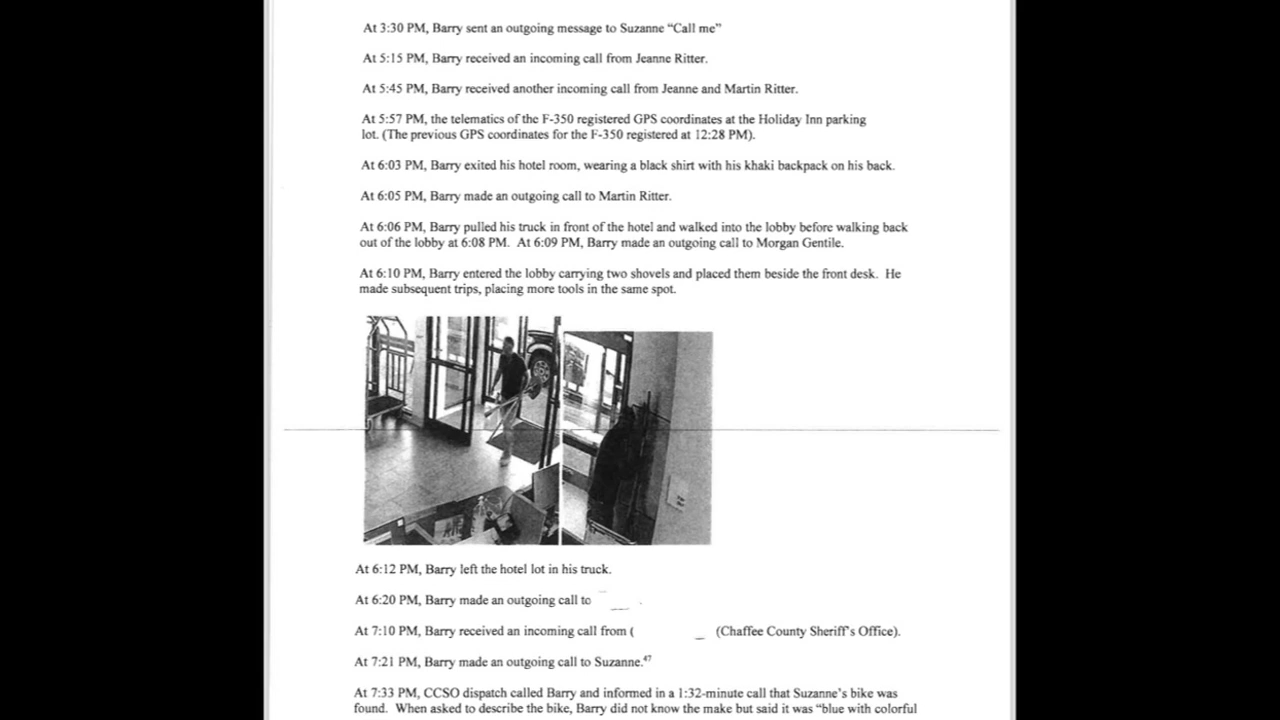 At 3:30 PM, Barry sent an outgoing message to Suzanne “Call me”
At 5:15 PM, Barry received an incoming call from Jeanne Ritter.
At 5:45 PM, Barry received another incoming call from Jeanne and Martin Ritter.
At 5:57 PM, the telematics of the F-350 registered GPS coordinates at the Holiday Inn parking
lot. (The previous GPS coordinates for the F-350 registered at 12:28 PM).
At 6:03 PM, Barry exited his hotel room, wearing a black shirt with his khaki backpack on his back.
At 6:05 PM, Barry made an outgoing call to Martin Ritter.
At 6:06 PM, Barry pulled his truck in front of the hotel and walked into the lobby before walking back
out of the lobby at 6:08 PM. At 6:09 PM, Barry made an outgoing call to Morgan Gentile.
At 6:10 PM, Barry entered the lobby carrying two shovels and placed them beside the front desk. He
made subsequent trips, placing more tools in the same spot.
At 6:12 PM, Barry left the hotel lot in his truck.
At 6:20 PM, Barry made an outgoing call to
At 7:10 PM, Barry received an incoming call from ( (Chaffee County Sheriff's Office).
At 7:21 PM, Barry made an outgoing call to Suzanne.47
At 7:33 PM, CCSO dispatch called Barry and informed in a 1:32-minute call that Suzanne's bike was
found. When asked to describe the bike, Barry did not know the make but said it was “blue with colorful